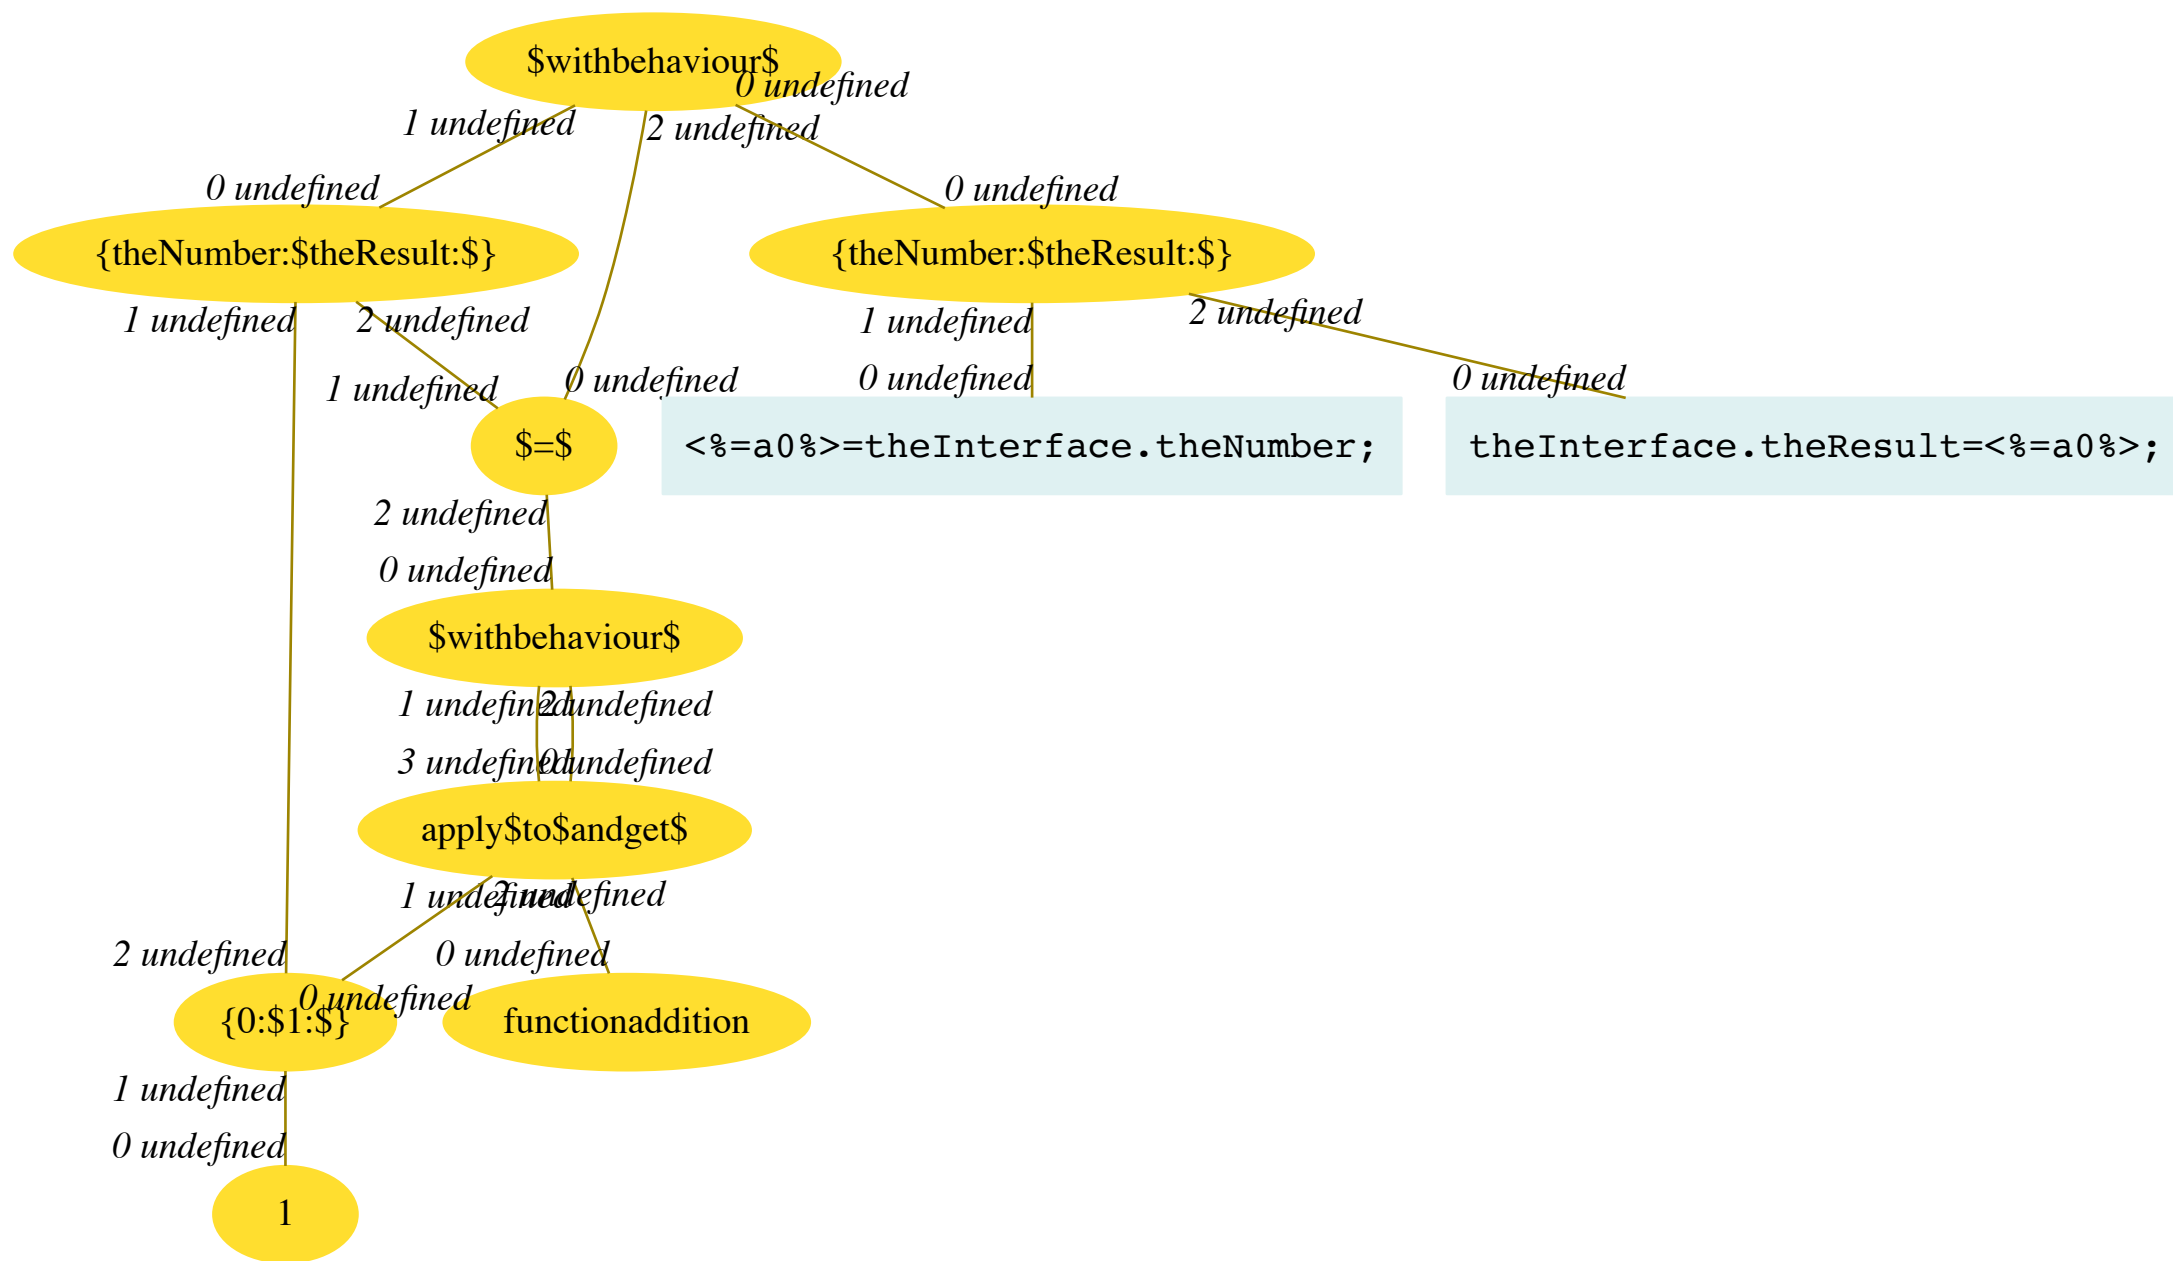 $withbehaviour$
0 undefined
1 undefined
2 undefined
0 undefined
0 undefined
{theNumber:$theResult:$}
{theNumber:$theResult:$}
1 undefined
2 undefined
1 undefined
2 undefined
1 undefined
0 undefined
0 undefined
0 undefined
$=$
<%=a0%>=theInterface.theNumber;
theInterface.theResult=<%=a0%>;
2 undefined
0 undefined
$withbehaviour$
1 undefined
2 undefined
3 undefined
0 undefined
apply$to$andget$
1 undefined
2 undefined
2 undefined
0 undefined
0 undefined
{0:$1:$}
functionaddition
1 undefined
0 undefined
1